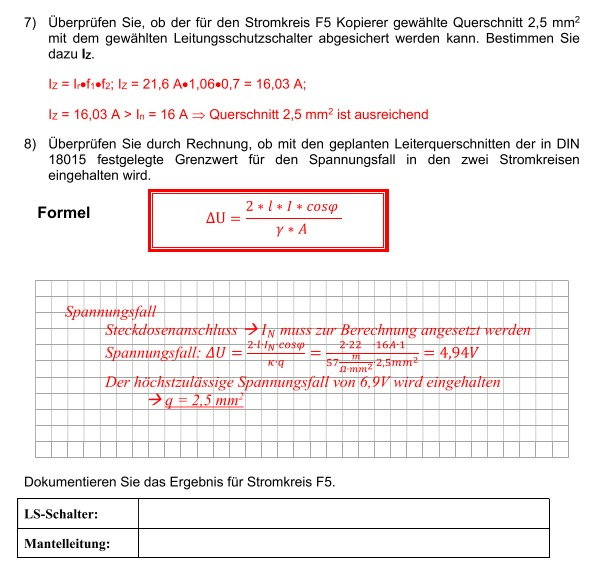 7) Überprüfen Sie, ob der für den Stromkreis F5 Kopierer gewählte Querschnitt 2,5 mm²
mit dem gewählten Leitungsschutzschalter abgesichert werden kann. Bestimmen Sie
dazu Iz.
Iz = Ir●f1●f2; Iz = 21,6 A●1,06●0,7 = 16,03 A;
Iz = 16,03 A > In = 16 A ⇒ Querschnitt 2,5 mm² ist ausreichend
8) Überprüfen Sie durch Rechnung, ob mit den geplanten Leiterquerschnitten der in DIN
18015 festgelegte Grenzwert für den Spannungsfall in den zwei Stromkreisen
eingehalten wird.
Formel
ΔU = (2 * l * I * cosφ) / (γ * A)
Spannungsfall
Steckdosenanschluss → I_N muss zur Berechnung angesetzt werden
Spannungsfall: ΔU = (2·l·I_N·cosφ) / (κ·q) = (2·22 ·16A·1) / (57 m/(Ω·mm²) ·2,5mm²) = 4,94V
Der höchstzulässige Spannungsfall von 6,9V wird eingehalten
→ q = 2,5 mm²
Dokumentieren Sie das Ergebnis für Stromkreis F5.
LS-Schalter:
Mantelleitung: